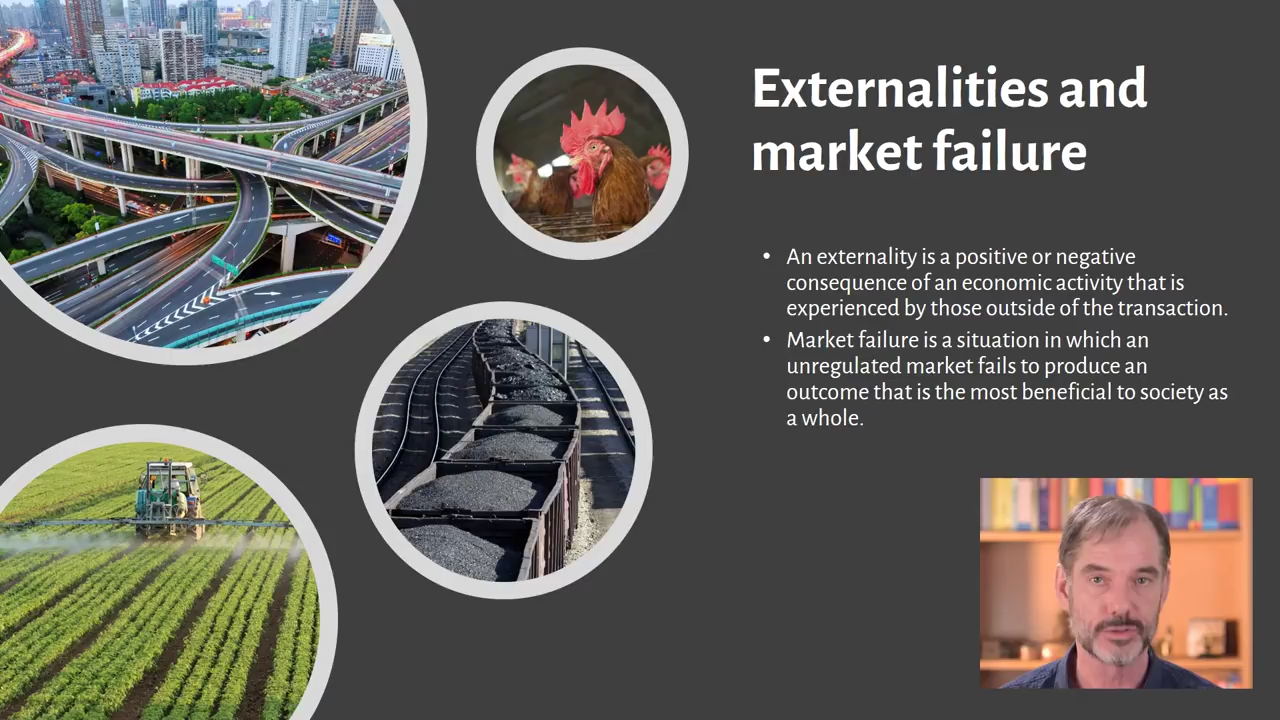 Externalities and
market failure
• An externality is a positive or negative
consequence of an economic activity that is
experienced by those outside of the transaction.
• Market failure is a situation in which an
unregulated market fails to produce an
outcome that is the most beneficial to society as
a whole.